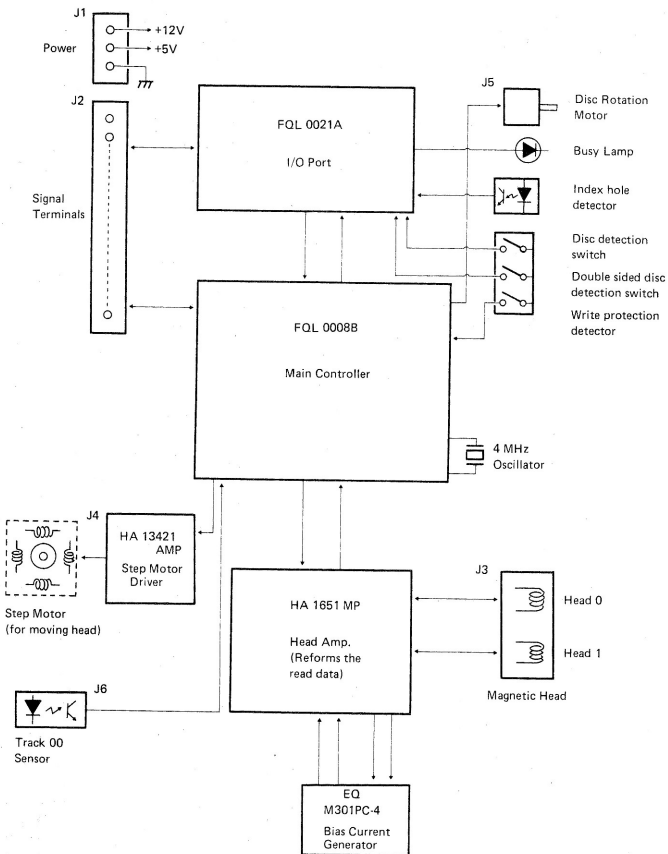 J1
Power
+12V
+5V
J2
Signal
Terminals
FQL 0021A
I/O Port
J5
Disc Rotation
Motor
Busy Lamp
Index hole
detector
Disc detection
switch
Double sided disc
detection switch
Write protection
detector
FQL 0008B
Main Controller
4 MHz
Oscillator
J4
HA 13421
AMP
Step Motor
Driver
Step Motor
(for moving head)
HA 1651 MP
Head Amp.
(Reforms the
read data)
J3
Head 0
Head 1
Magnetic Head
J6
Track 00
Sensor
EQ
M301PC-4
Bias Current
Generator